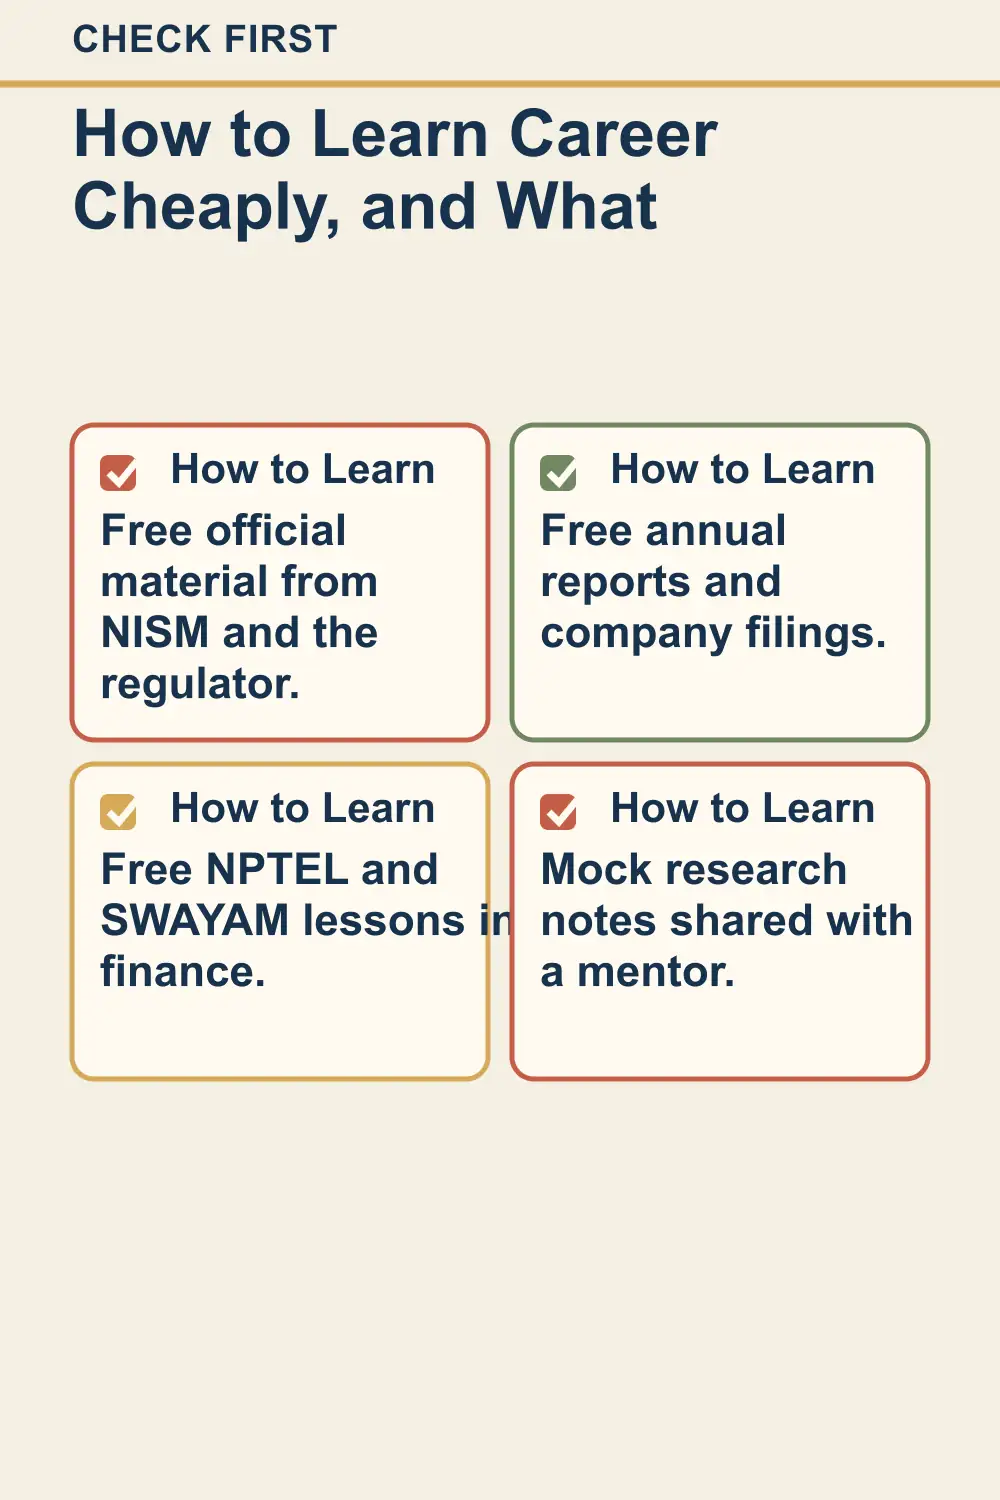 CHECK FIRST
How to Learn Career
Cheaply, and What
How to Learn
Free official
material from
NISM and the
regulator.
How to Learn
Free annual
reports and
company filings.
How to Learn
Free NPTEL and
SWAYAM lessons in
finance.
How to Learn
Mock research
notes shared with
a mentor.